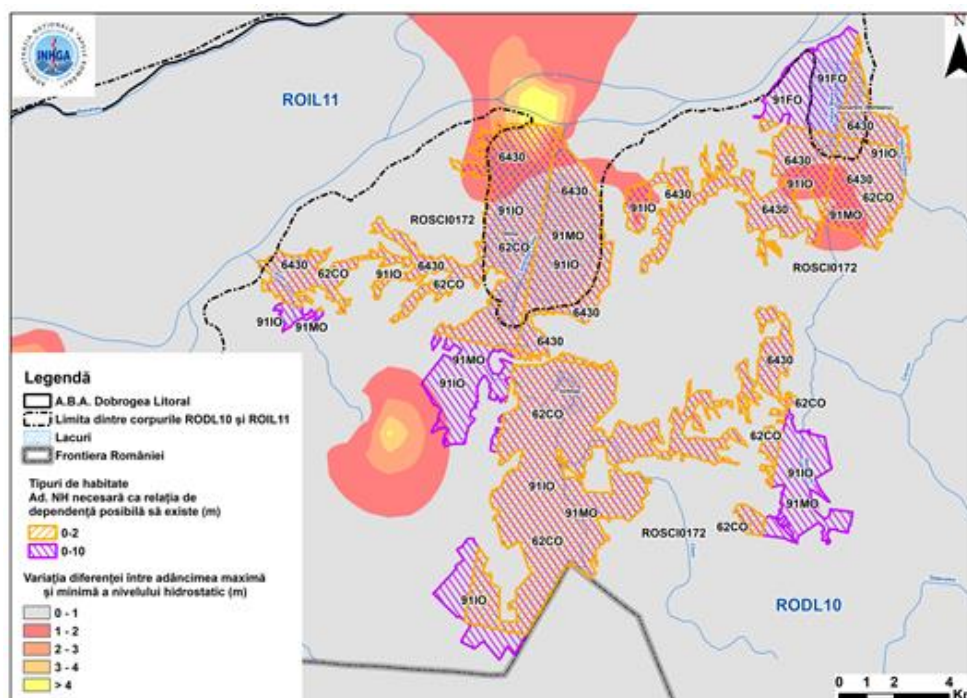 ADMINISTRAȚIA NAȚIONALĂ "APELE ROMÂNE"
INHGA
N
ROIL11
91FO
91FO
6430
91IO
6430
6430
91IO
6430
62CO
91MO
6430
91IO
6430
6430
ROSCI0172
91IO
62CO
91MO
91IO
ROSCI0172
6430
62CO
91IO
6430
62CO
91IO
91MO
6430
6430
91MO
91IO
6430
62CO
62CO
62CO
91IO
91MO
91IO
91MO
62CO
62CO
ROSCI0172
91IO
RODL10
Legendă
A.B.A. Dobrogea Litoral
Limita dintre corpurile RODL10 și ROIL11
Lacuri
Frontiera României
Tipuri de habitate
Ad. NH necesară ca relația de
dependență posibilă să existe (m)
0-2
0-10
Variația diferenței între adâncimea maximă
și minimă a nivelului hidrostatic (m)
0 - 1
1 - 2
2 - 3
3 - 4
> 4
0 1 2 4